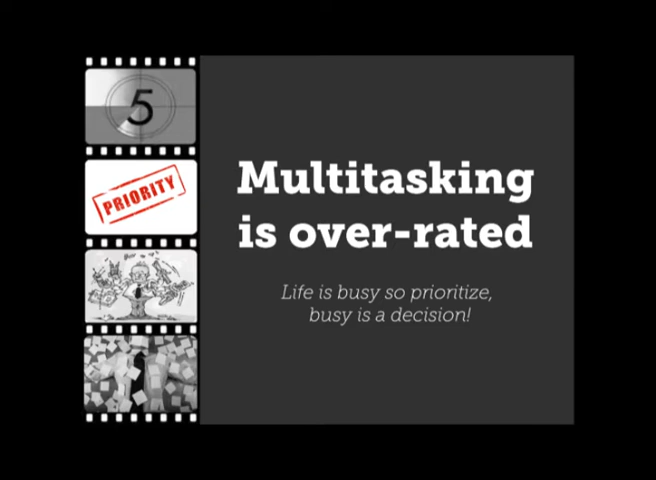 5
PRIORITY
Multitasking
is over-rated
Life is busy so prioritize,
busy is a decision!